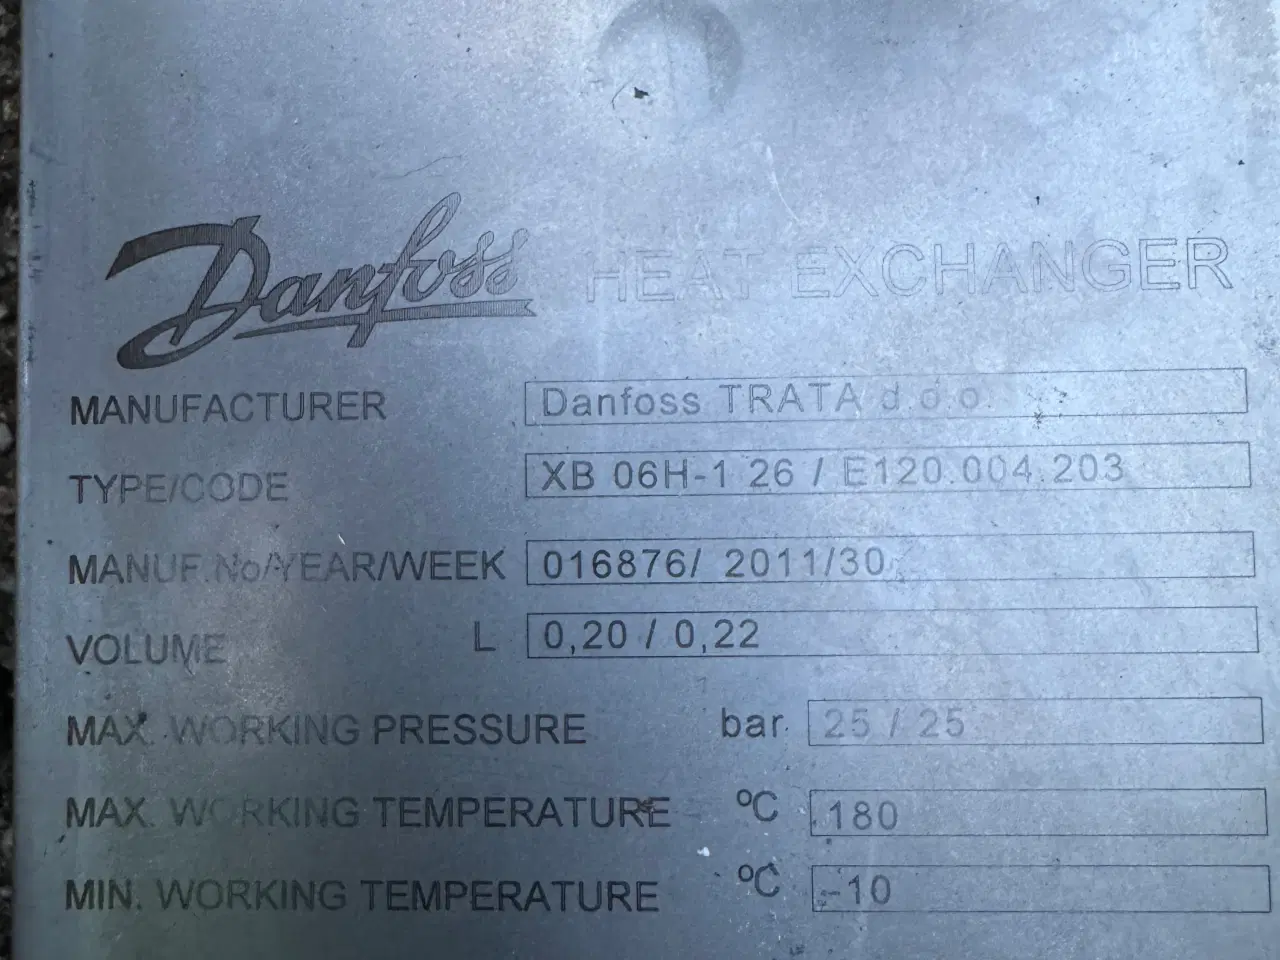 Danfoss HEAT EXCHANGER
MANUFACTURER Danfoss TRATA d.o.o.
TYPE/CODE XB 06H-1 26 / E120.004.203
MANUF.No/YEAR/WEEK 016876/ 2011/30
VOLUME L 0,20 / 0,22
MAX. WORKING PRESSURE bar. 25 / 25
MAX. WORKING TEMPERATURE ºC 180
MIN. WORKING TEMPERATURE ºC -10